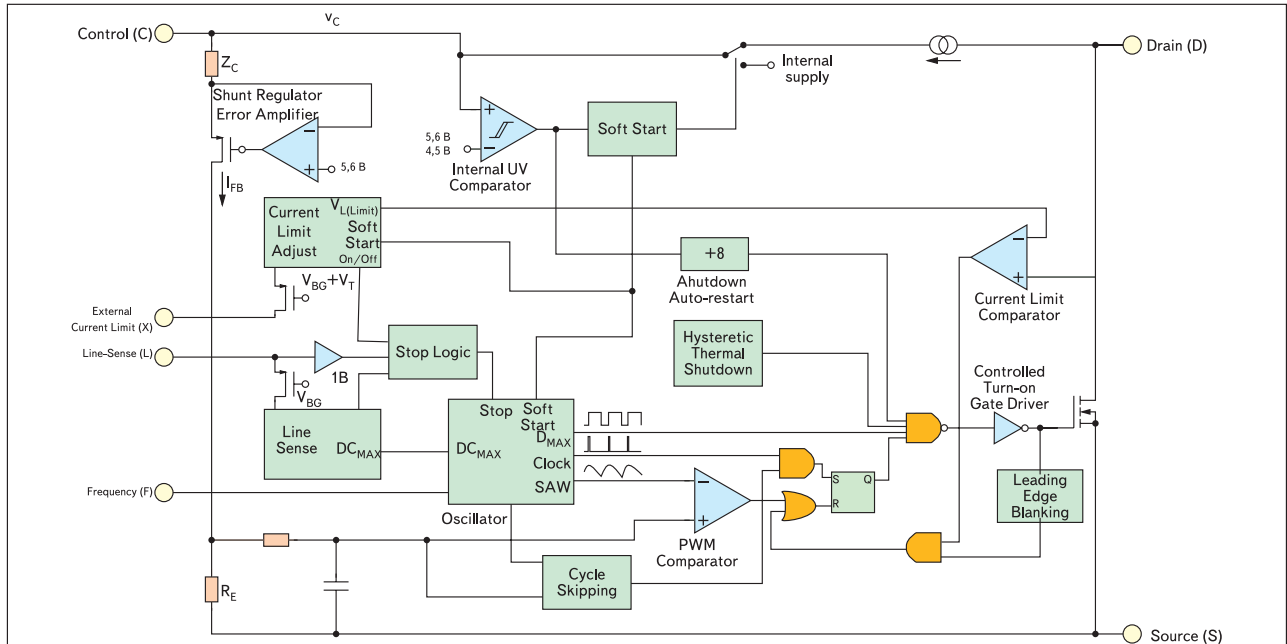 Control (C)
v_C
Drain (D)
Z_C
Internal
supply
Shunt Regulator
Error Amplifier
+
−
5,6 B
4,5 B
Soft Start
−
+
5,6 B
Internal UV
Comparator
I_FB
V_L(Limit)
Current
Limit
Adjust
Soft
Start
On/Off
−
+
+8
Ahutdown
Auto-restart
Current Limit
Comparator
V_BG+V_T
External
Current Limit (X)
Line-Sense (L)
1B
Stop Logic
Hysteretic
Thermal
Shutdown
Controlled
Turn-on
Gate Driver
V_BG
Line
Sense
DC_MAX
Stop
Soft
Start
D_MAX
DC_MAX
Clock
SAW
Frequency (F)
Oscillator
−
+
PWM
Comparator
S
Q
R
Leading
Edge
Blanking
R_E
Cycle
Skipping
Source (S)